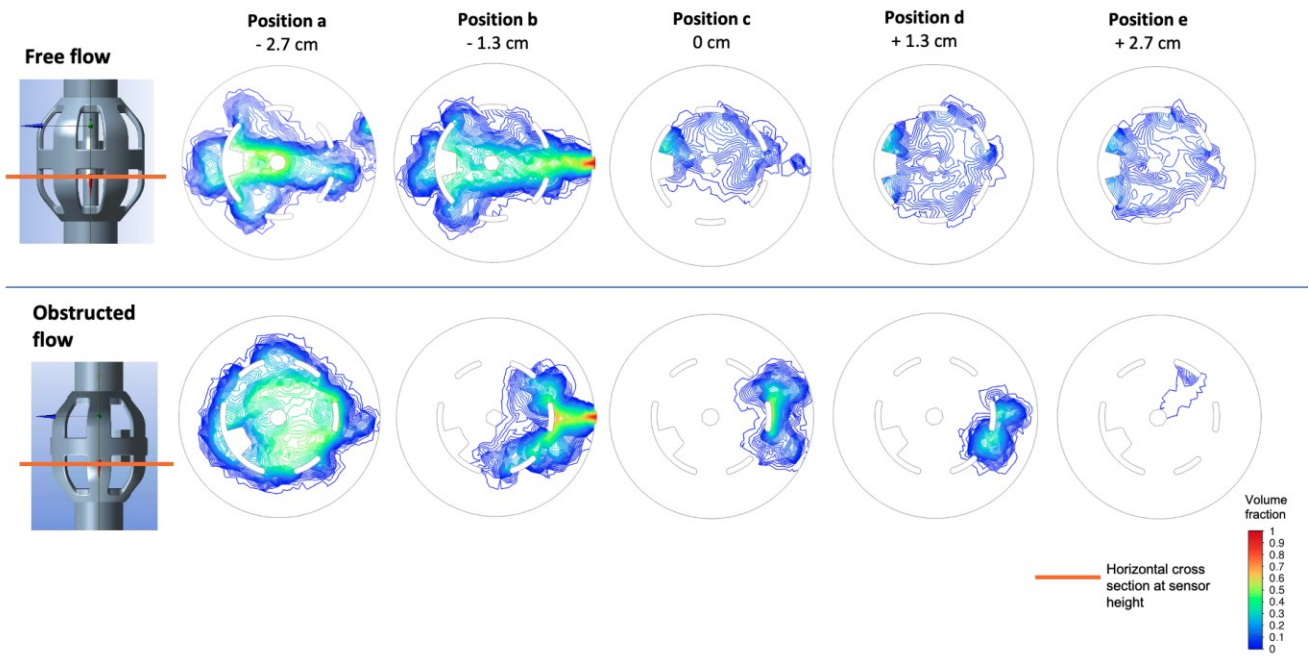 Position a
- 2.7 cm
Position b
- 1.3 cm
Position c
0 cm
Position d
+ 1.3 cm
Position e
+ 2.7 cm
Free flow
Obstructed
flow
Volume
fraction
1
0.9
0.8
0.7
0.6
0.5
0.4
0.3
0.2
0.1
0
Horizontal cross
section at sensor
height